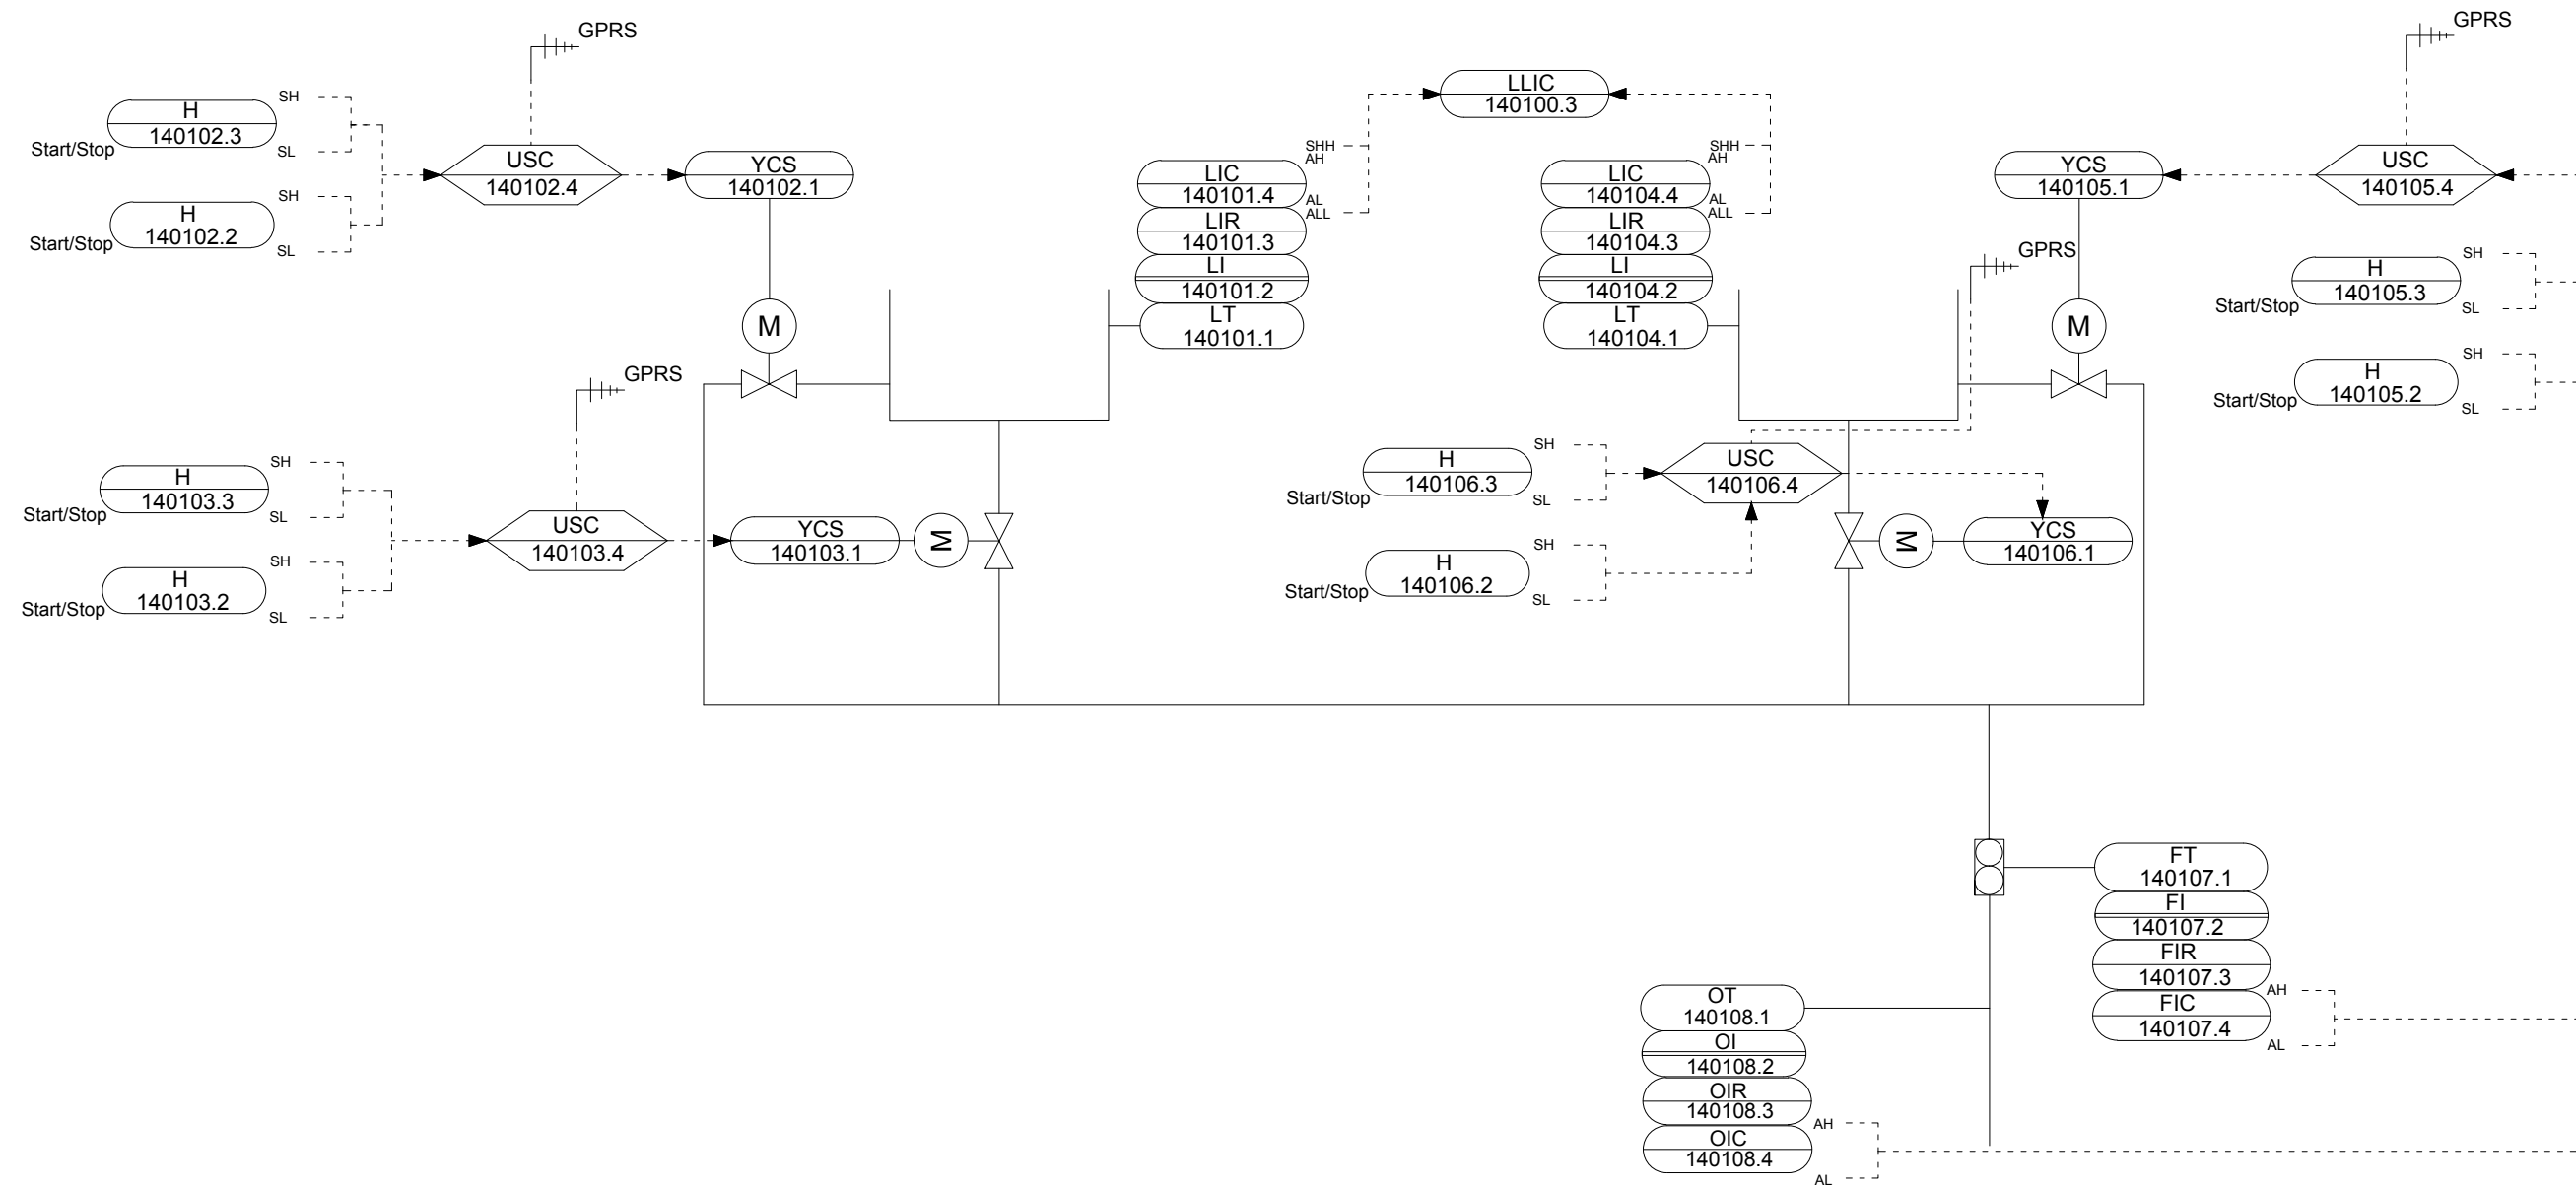 GPRS
SH
H
140102.3
Start/Stop
SL
SH
H
140102.2
Start/Stop
SL
USC
140102.4
YCS
140102.1
M
GPRS
SH
H
140103.3
Start/Stop
SL
SH
H
140103.2
Start/Stop
SL
USC
140103.4
YCS
140103.1
M
LLIC
140100.3
SHH
AH
LIC
140101.4
AL
ALL
LIR
140101.3
LI
140101.2
LT
140101.1
SHH
AH
LIC
140104.4
AL
ALL
LIR
140104.3
LI
140104.2
LT
140104.1
GPRS
SH
H
140106.3
Start/Stop
SL
SH
H
140106.2
Start/Stop
SL
USC
140106.4
M
YCS
140106.1
GPRS
YCS
140105.1
USC
140105.4
M
SH
H
140105.3
Start/Stop
SL
SH
H
140105.2
Start/Stop
SL
FT
140107.1
FI
140107.2
FIR
140107.3
AH
FIC
140107.4
AL
OT
140108.1
OI
140108.2
OIR
140108.3
AH
OIC
140108.4
AL